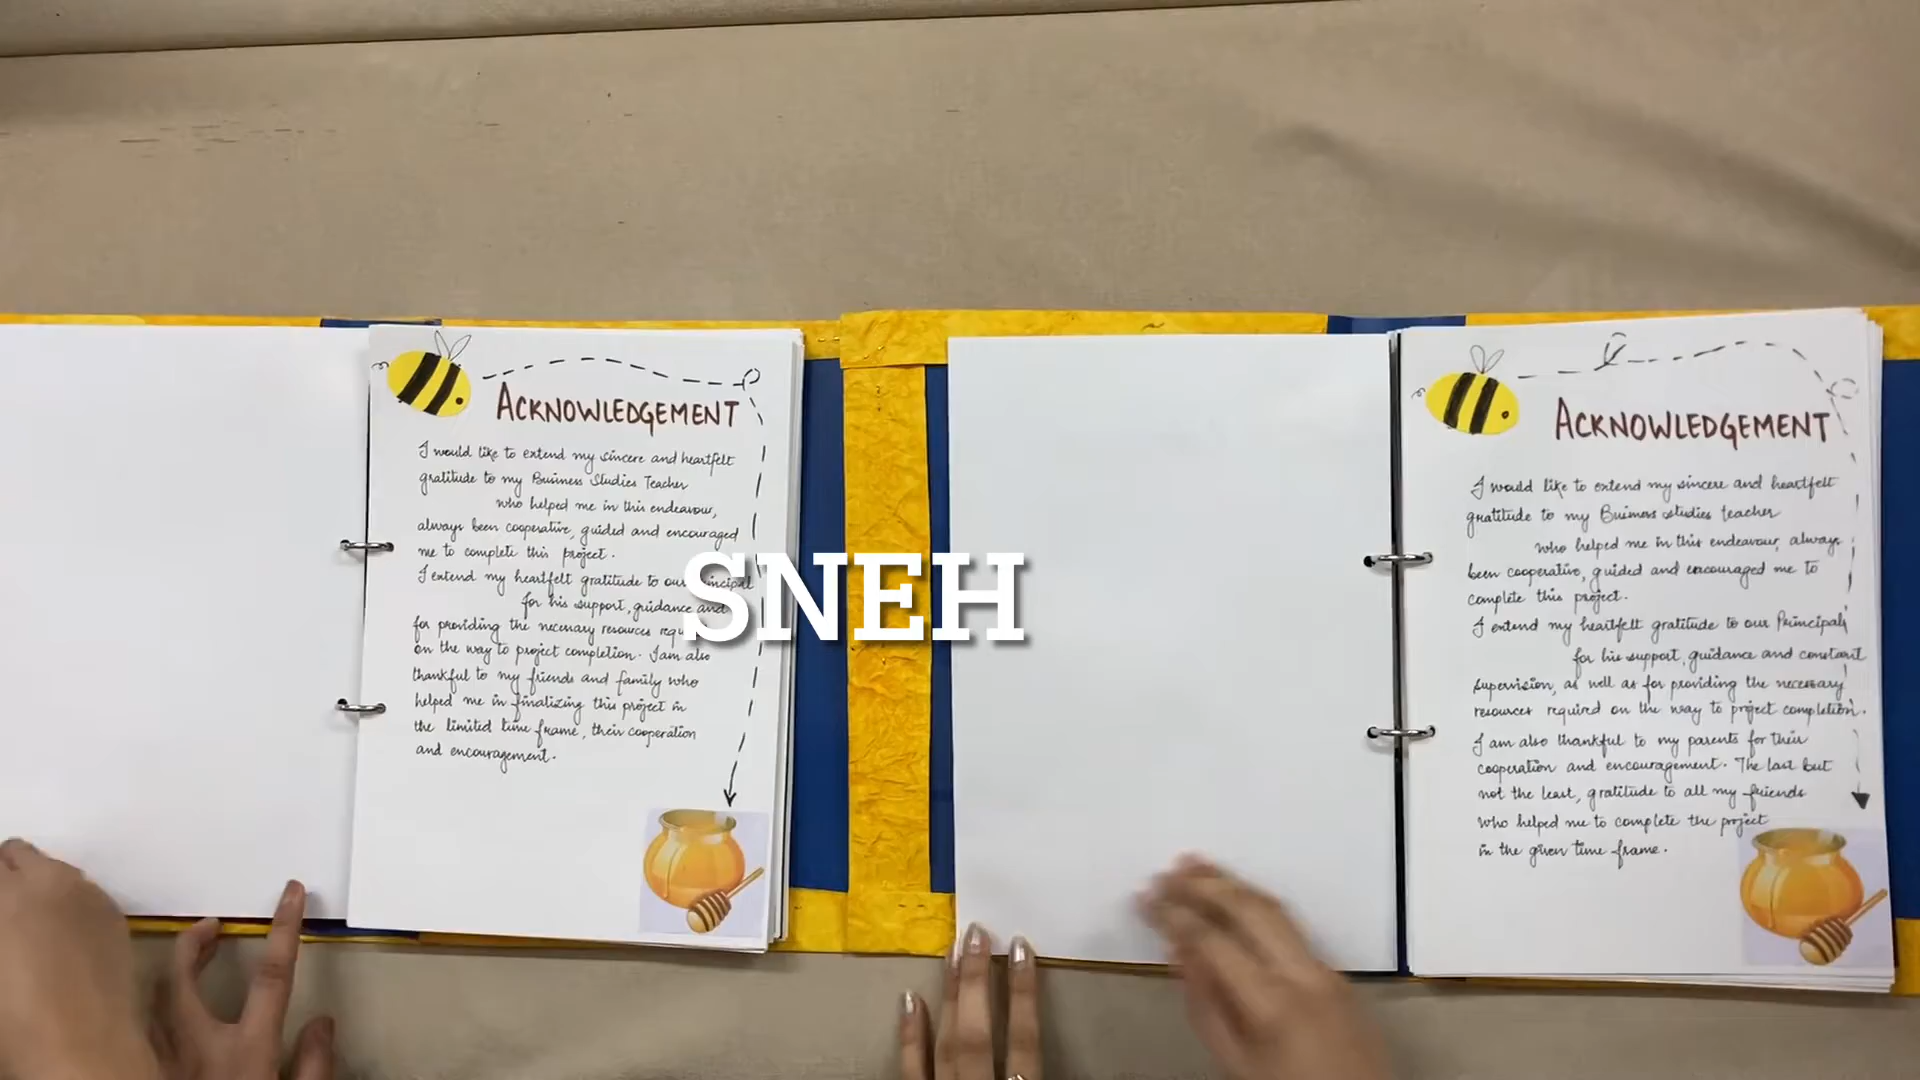 ACKNOWLEDGEMENT
I would like to extend my sincere and heartfelt
gratitude to my Business Studies Teacher
who helped me in this endeavour,
always been cooperative, guided and encouraged
me to complete this project.
I extend my heartfelt gratitude to our Principal
for his support, guidance and
for providing the necessary resources
on the way to project completion. I am also
thankful to my friends and family who
helped me in finalizing this project in
the limited time frame, their cooperation
and encouragement.
SNEH
ACKNOWLEDGEMENT
I would like to extend my sincere and heartfelt
gratitude to my Business studies teacher
who helped me in this endeavour, always
been cooperative, guided and encouraged me to
complete this project.
I extend my heartfelt gratitude to our Principal,
for his support, guidance and constant
supervision, as well as for providing the necessary
resources required on the way to project completion.
I am also thankful to my parents for their
cooperation and encouragement. The last but
not the least, gratitude to all my friends
who helped me to complete the project
in the given time frame.